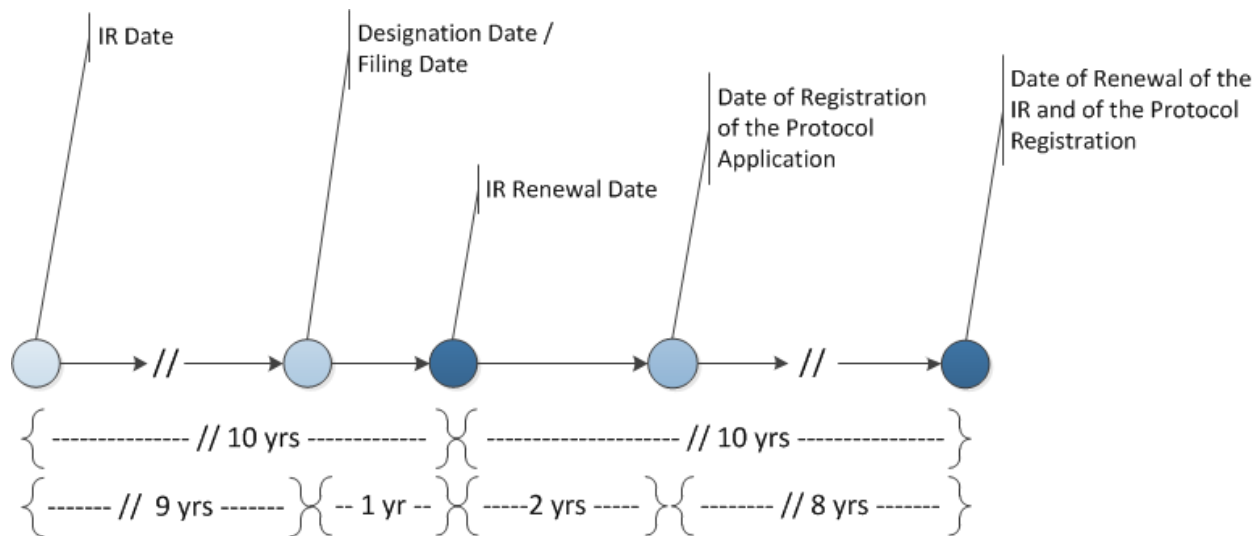 IR Date
Designation Date /
Filing Date
IR Renewal Date
Date of Registration
of the Protocol
Application
Date of Renewal of the
IR and of the Protocol
Registration
// //
{ --------------- // 10 yrs ------------- }{ ------------------------ // 10 yrs ---------------- }
{ ------- // 9 yrs ------- }{ -- 1 yr -- }{ -----2 yrs ----- }{ --------- // 8 yrs --------- }